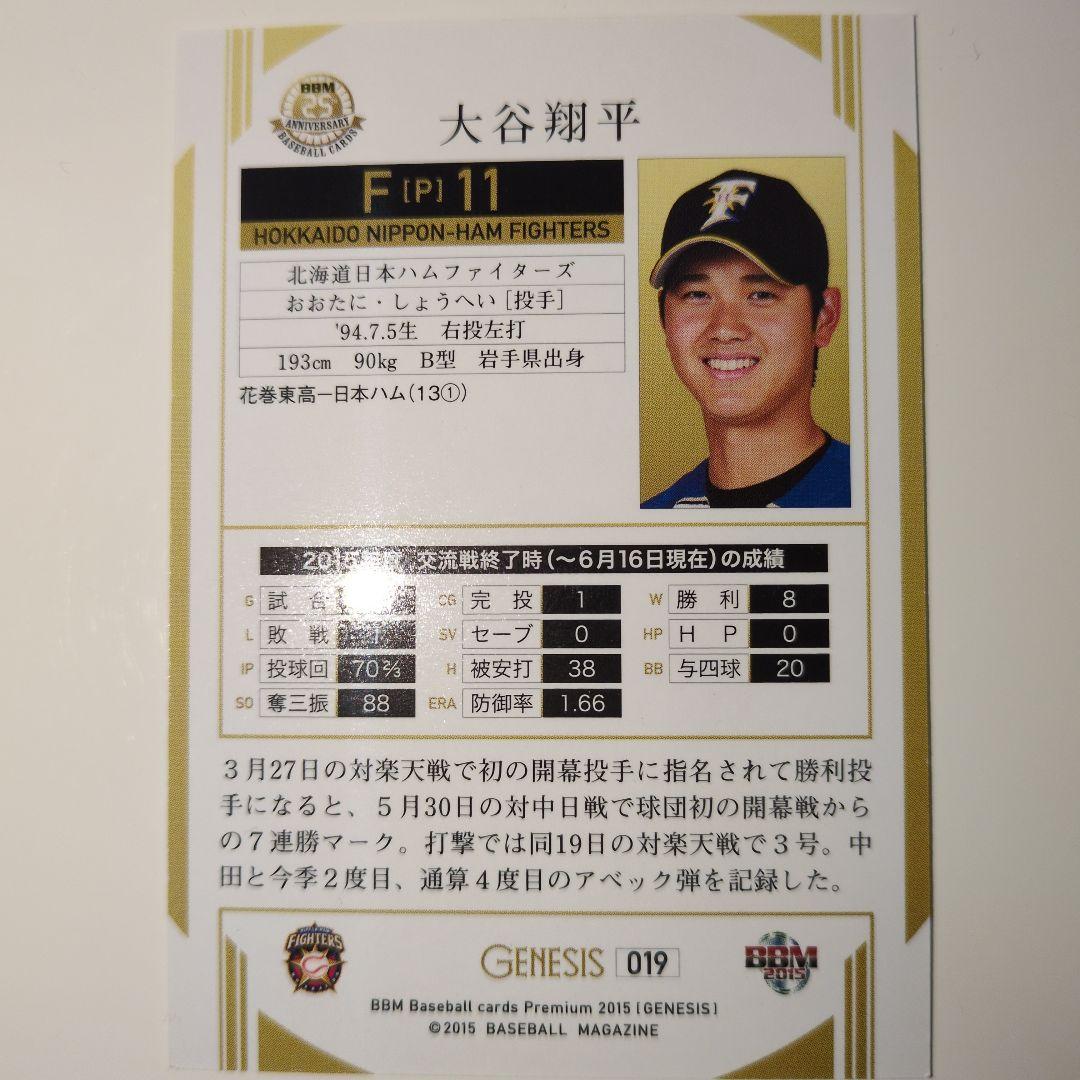 BBM
25
ANNIVERSARY
BASEBALL CARDS
大谷翔平
F [P] 11
HOKKAIDO NIPPON-HAM FIGHTERS
北海道日本ハムファイターズ
おおたに・しょうへい [投手]
'94.7.5生 右投左打
193cm 90kg B型 岩手県出身
花巻東高ー日本ハム(13①)
交流戦終了時(〜6月16日現在)の成績
G 試合 CG 完投 1 W 勝利 8
L 敗戦 1 SV セーブ 0 HP HP 0
IP 投球回 70⅔ H 被安打 38 BB 与四球 20
SO 奪三振 88 ERA 防御率 1.66
3月27日の対楽天戦で初の開幕投手に指名されて勝利投
手になると、5月30日の対中日戦で球団初の開幕戦から
の7連勝マーク。打撃では同19日の対楽天戦で3号。中
田と今季2度目、通算4度目のアベック弾を記録した。
FIGHTERS
GENESIS 019
BBM
2015
BBM Baseball cards Premium 2015 [GENESIS]
©2015 BASEBALL MAGAZINE